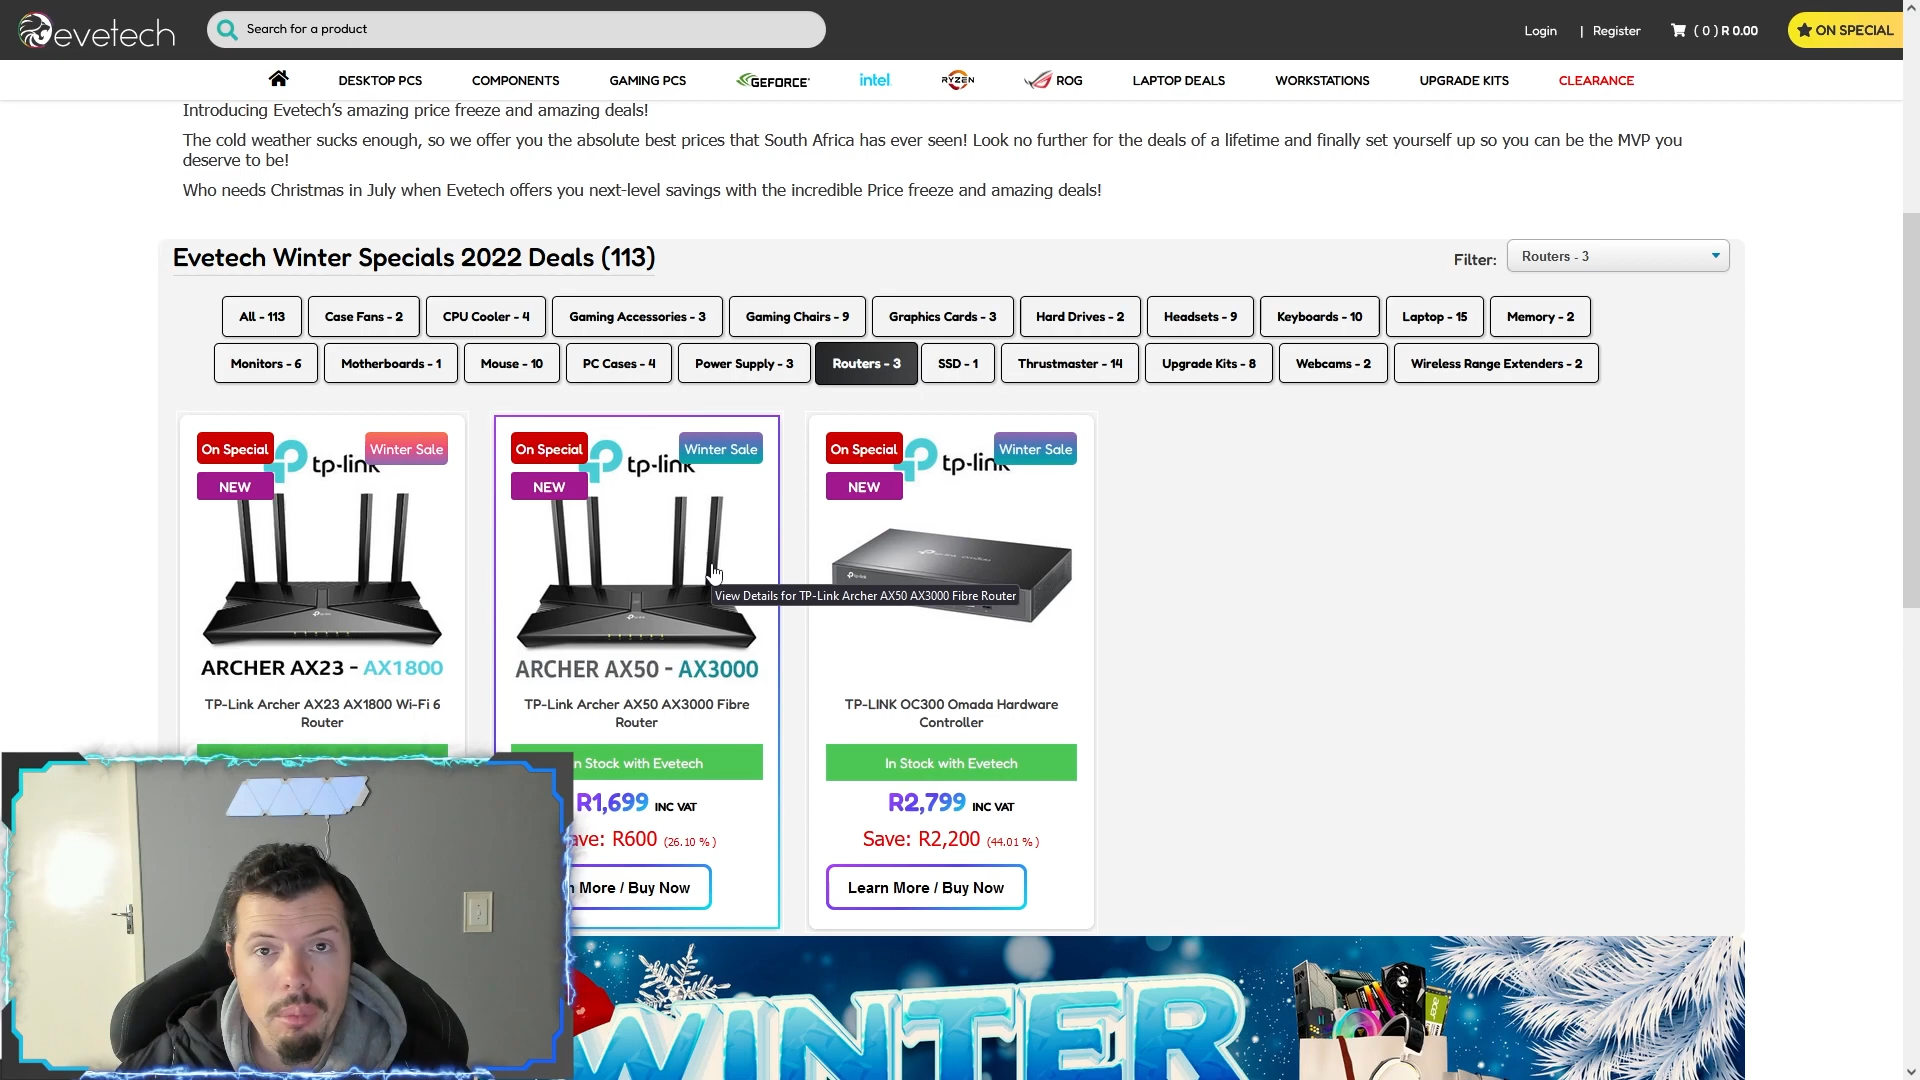 evetech
Search for a product
Login | Register ( 0 ) R 0.00 ON SPECIAL
DESKTOP PCS COMPONENTS GAMING PCS GEFORCE intel RYZEN ROG LAPTOP DEALS WORKSTATIONS UPGRADE KITS CLEARANCE
Introducing Evetech's amazing price freeze and amazing deals!
The cold weather sucks enough, so we offer you the absolute best prices that South Africa has ever seen! Look no further for the deals of a lifetime and finally set yourself up so you can be the MVP you
deserve to be!
Who needs Christmas in July when Evetech offers you next-level savings with the incredible Price freeze and amazing deals!
Evetech Winter Specials 2022 Deals (113)
Filter: Routers - 3
All - 113 Case Fans - 2 CPU Cooler - 4 Gaming Accessories - 3 Gaming Chairs - 9 Graphics Cards - 3 Hard Drives - 2 Headsets - 9 Keyboards - 10 Laptop - 15 Memory - 2
Monitors - 6 Motherboards - 1 Mouse - 10 PC Cases - 4 Power Supply - 3 Routers - 3 SSD - 1 Thrustmaster - 14 Upgrade Kits - 8 Webcams - 2 Wireless Range Extenders - 2
On Special tp-link Winter Sale
NEW
ARCHER AX23 - AX1800
TP-Link Archer AX23 AX1800 Wi-Fi 6
Router
On Special tp-link Winter Sale
NEW
View Details for TP-Link Archer AX50 AX3000 Fibre Router
ARCHER AX50 - AX3000
TP-Link Archer AX50 AX3000 Fibre
Router
n Stock with Evetech
R1,699 INC VAT
ave: R600 (26.10 %)
More / Buy Now
On Special tp-link Winter Sale
NEW
TP-LINK OC300 Omada Hardware
Controller
In Stock with Evetech
R2,799 INC VAT
Save: R2,200 (44.01 %)
Learn More / Buy Now
WINTER